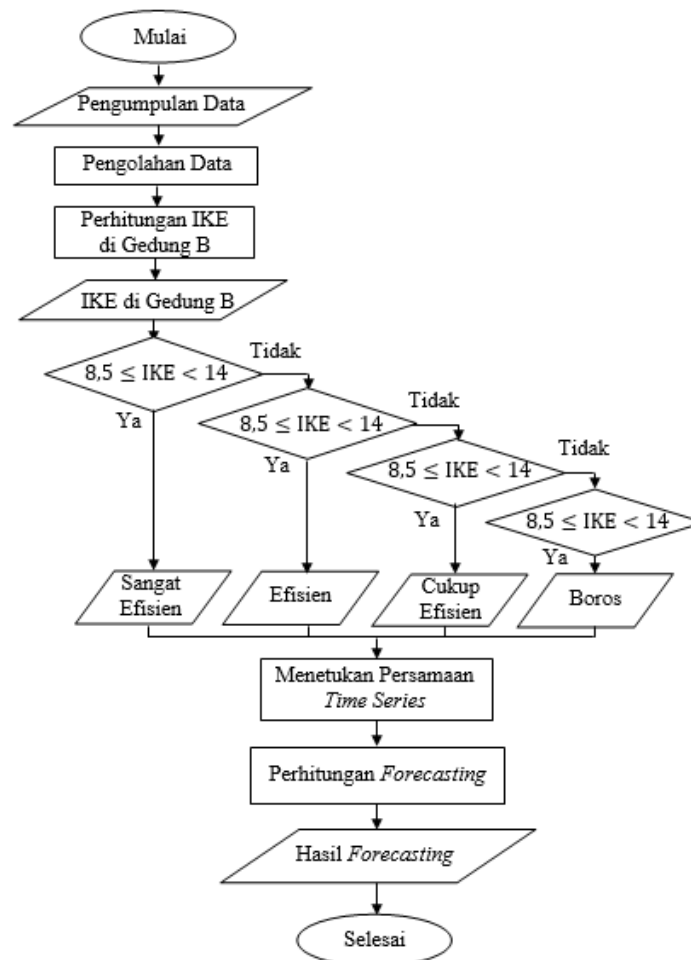 Mulai
Pengumpulan Data
Pengolahan Data
Perhitungan IKE
di Gedung B
IKE di Gedung B
8,5 ≤ IKE < 14
Tidak
Ya
8,5 ≤ IKE < 14
Tidak
Ya
8,5 ≤ IKE < 14
Tidak
Ya
8,5 ≤ IKE < 14
Ya
Sangat
Efisien
Efisien
Cukup
Efisien
Boros
Menetukan Persamaan
Time Series
Perhitungan Forecasting
Hasil Forecasting
Selesai